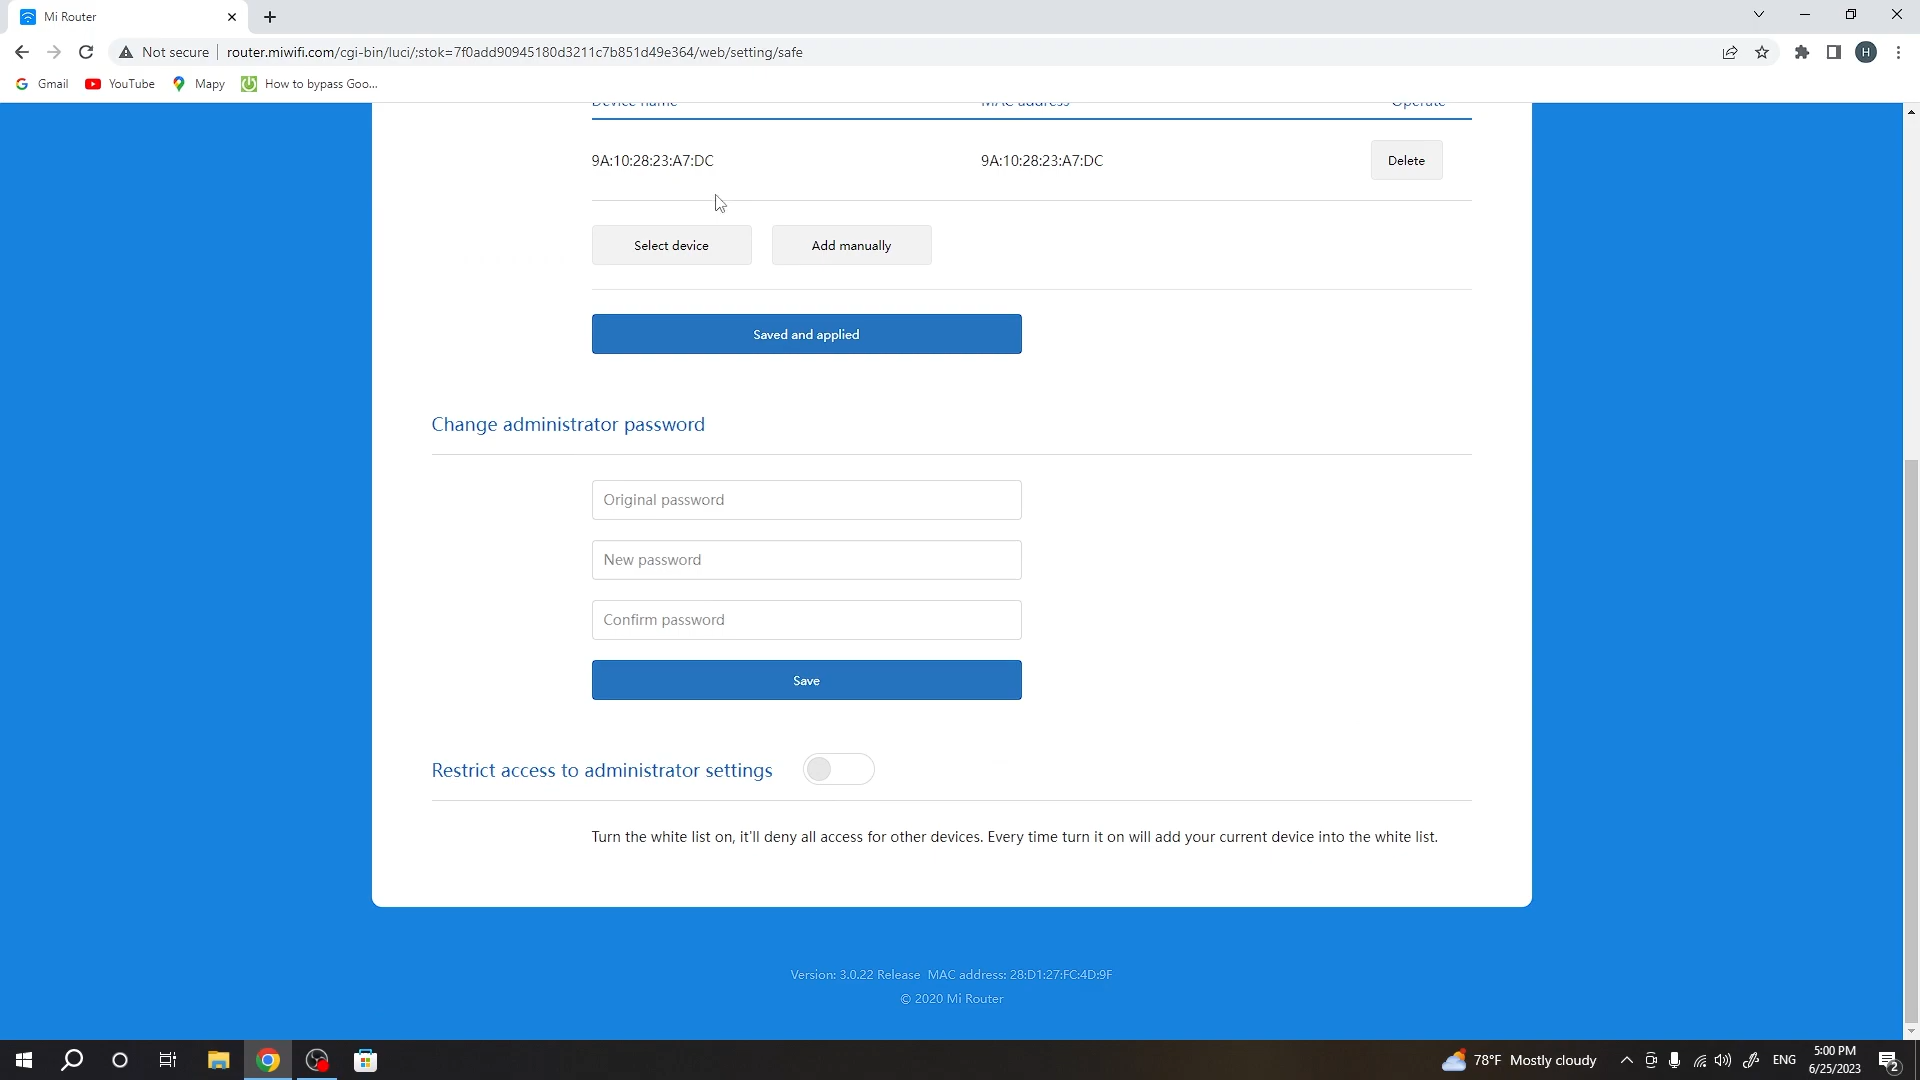 Mi Router
Not secure
router.miwifi.com/cgi-bin/luci/;stok=7f0add90945180d3211c7b851d49e364/web/setting/safe
H
Gmail
YouTube
Mapy
How to bypass Goo...
Device name MAC address Operate
9A:10:28:23:A7:DC 9A:10:28:23:A7:DC Delete
Select device Add manually
Saved and applied
Change administrator password
Original password
New password
Confirm password
Save
Restrict access to administrator settings
Turn the white list on, it'll deny all access for other devices. Every time turn it on will add your current device into the white list.
Version: 3.0.22 Release MAC address: 28:D1:27:FC:4D:9F
© 2020 Mi Router
78°F Mostly cloudy
ENG
5:00 PM
6/25/2023
2